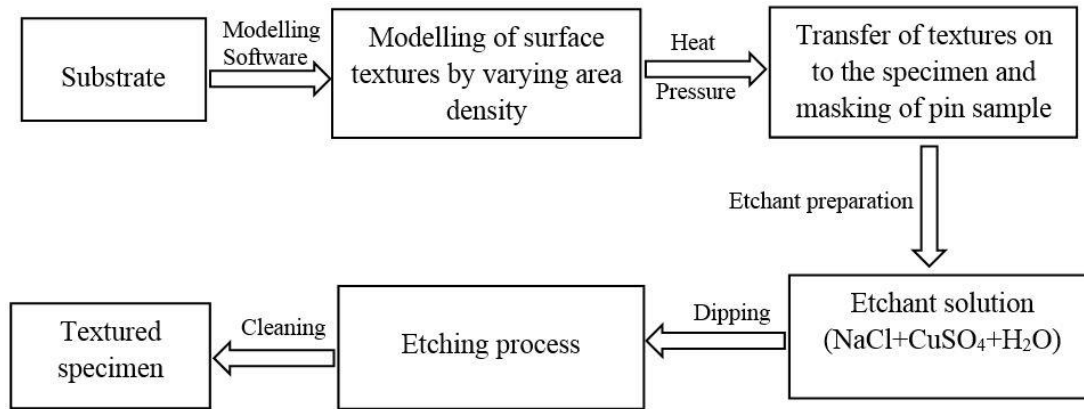 Substrate
Modelling
Software
Modelling of surface
textures by varying area
density
Heat
Pressure
Transfer of textures on
to the specimen and
masking of pin sample
Etchant preparation
Etchant solution
(NaCl+CuSO₄+H₂O)
Dipping
Etching process
Cleaning
Textured
specimen